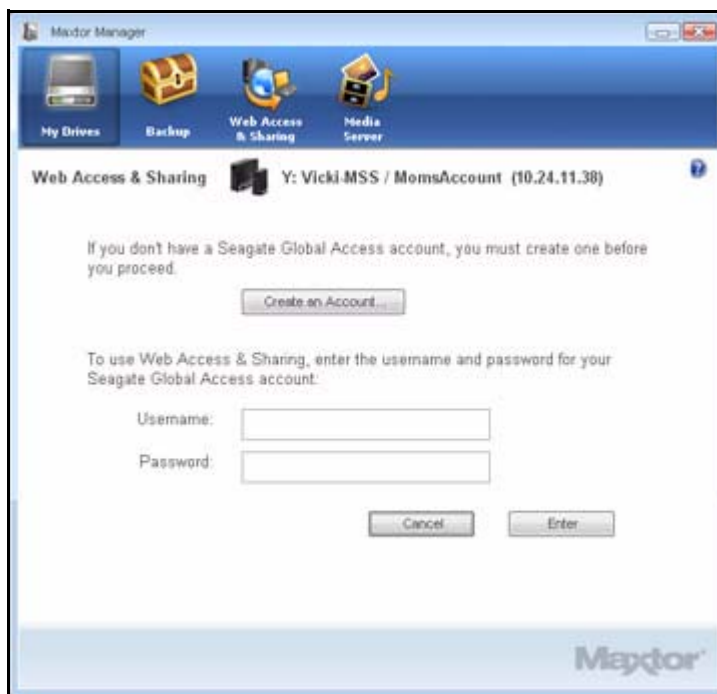 Maxtor Manager
My Drives
Backup
Web Access
& Sharing
Media
Server
Web Access & Sharing
Y: Vicki-MSS / MomsAccount (10.24.11.38)
?
If you don't have a Seagate Global Access account, you must create one before
you proceed.
Create an Account...
To use Web Access & Sharing, enter the username and password for your
Seagate Global Access account:
Username:
Password:
Cancel
Enter
Maxtor